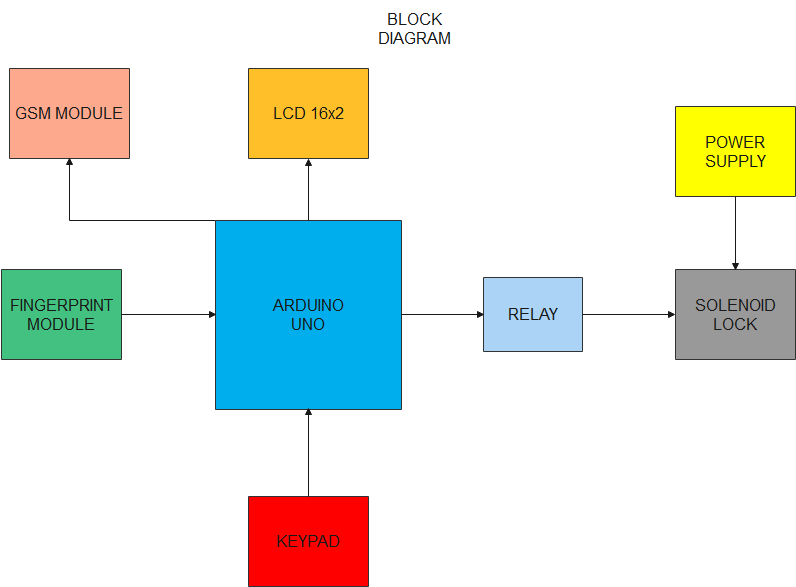 BLOCK
DIAGRAM
GSM MODULE
LCD 16x2
POWER
SUPPLY
FINGERPRINT
MODULE
ARDUINO
UNO
RELAY
SOLENOID
LOCK
KEYPAD